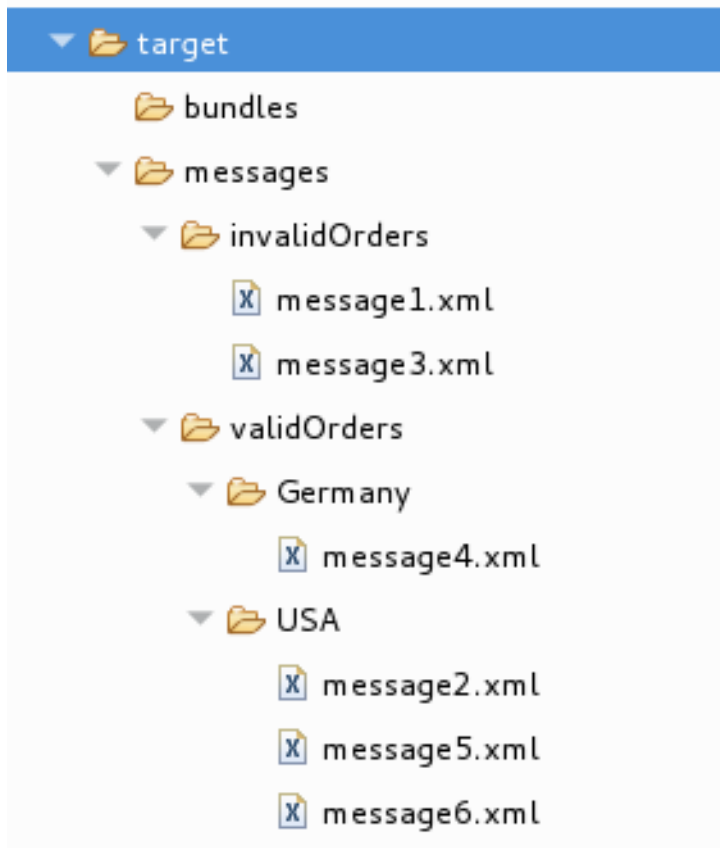 target
bundles
messages
invalidOrders
message1.xml
message3.xml
validOrders
Germany
message4.xml
USA
message2.xml
message5.xml
message6.xml